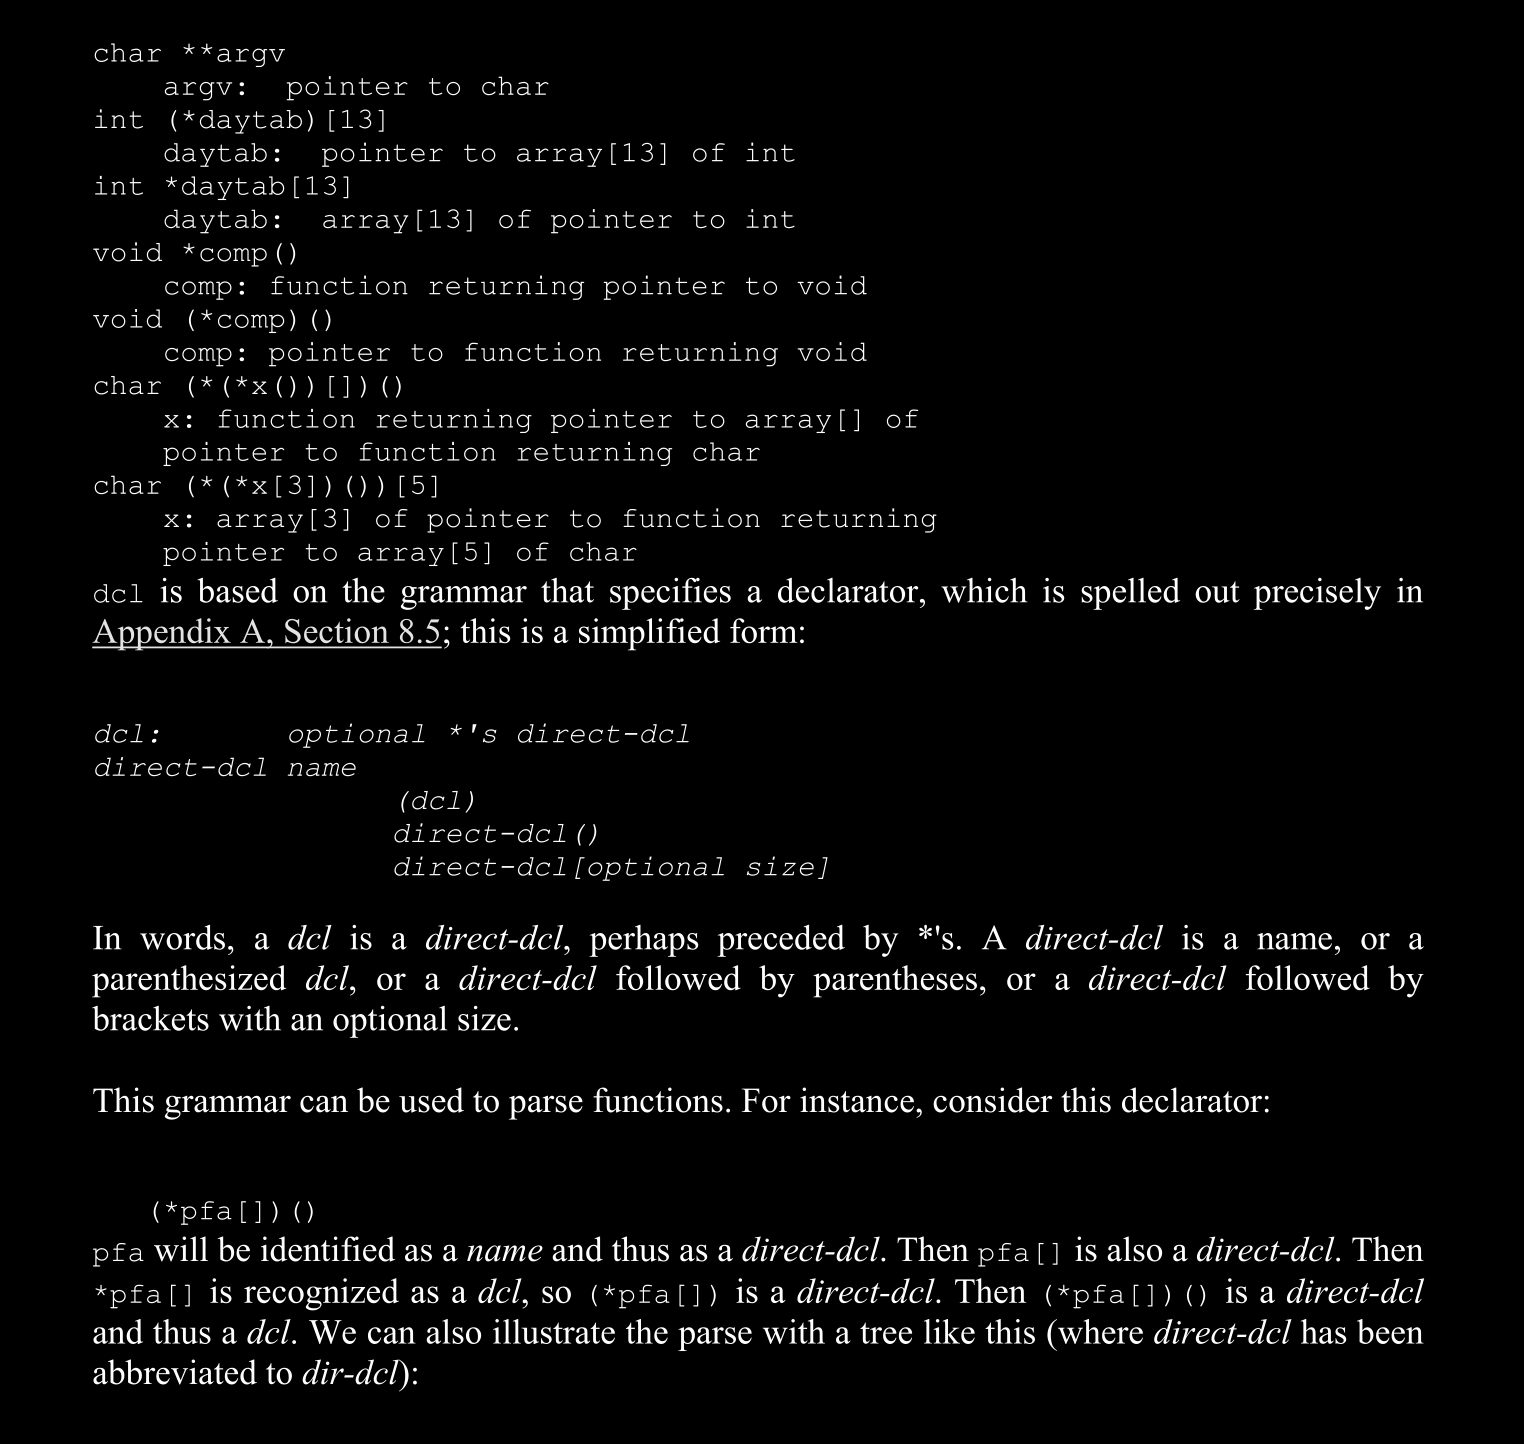 char **argv
    argv:  pointer to char
int (*daytab)[13]
    daytab:  pointer to array[13] of int
int *daytab[13]
    daytab:  array[13] of pointer to int
void *comp()
    comp: function returning pointer to void
void (*comp)()
    comp: pointer to function returning void
char (*(*x())[])()
    x: function returning pointer to array[] of
    pointer to function returning char
char (*(*x[3])())[5]
    x: array[3] of pointer to function returning
    pointer to array[5] of char
dcl is based on the grammar that specifies a declarator, which is spelled out precisely in
Appendix A, Section 8.5; this is a simplified form:
dcl:       optional *'s direct-dcl
direct-dcl name
                 (dcl)
                 direct-dcl()
                 direct-dcl[optional size]
In words, a dcl is a direct-dcl, perhaps preceded by *'s. A direct-dcl is a name, or a
parenthesized dcl, or a direct-dcl followed by parentheses, or a direct-dcl followed by
brackets with an optional size.
This grammar can be used to parse functions. For instance, consider this declarator:
   (*pfa[])()
pfa will be identified as a name and thus as a direct-dcl. Then pfa[] is also a direct-dcl. Then
*pfa[] is recognized as a dcl, so (*pfa[]) is a direct-dcl. Then (*pfa[])() is a direct-dcl
and thus a dcl. We can also illustrate the parse with a tree like this (where direct-dcl has been
abbreviated to dir-dcl):